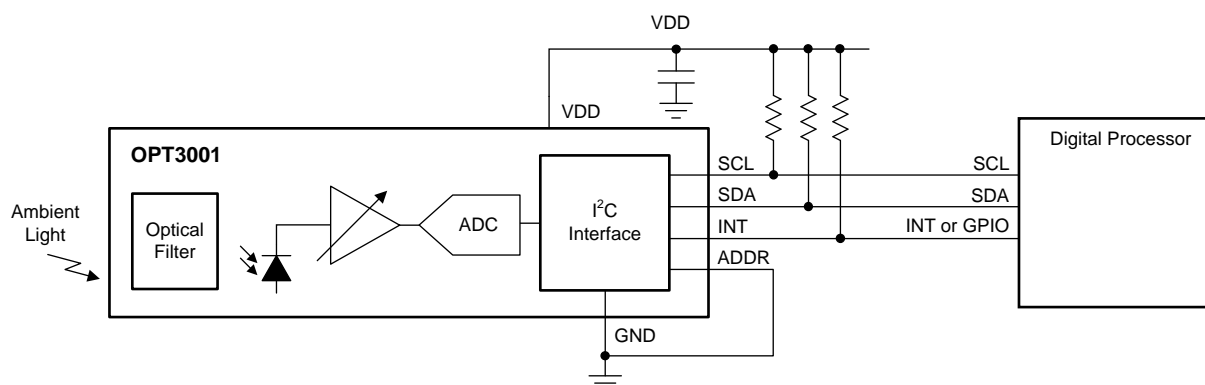 VDD
VDD
OPT3001
Digital Processor
SCL
SCL
Ambient
Light
Optical
Filter
ADC
I²C
Interface
SDA
SDA
INT
INT or GPIO
ADDR
GND